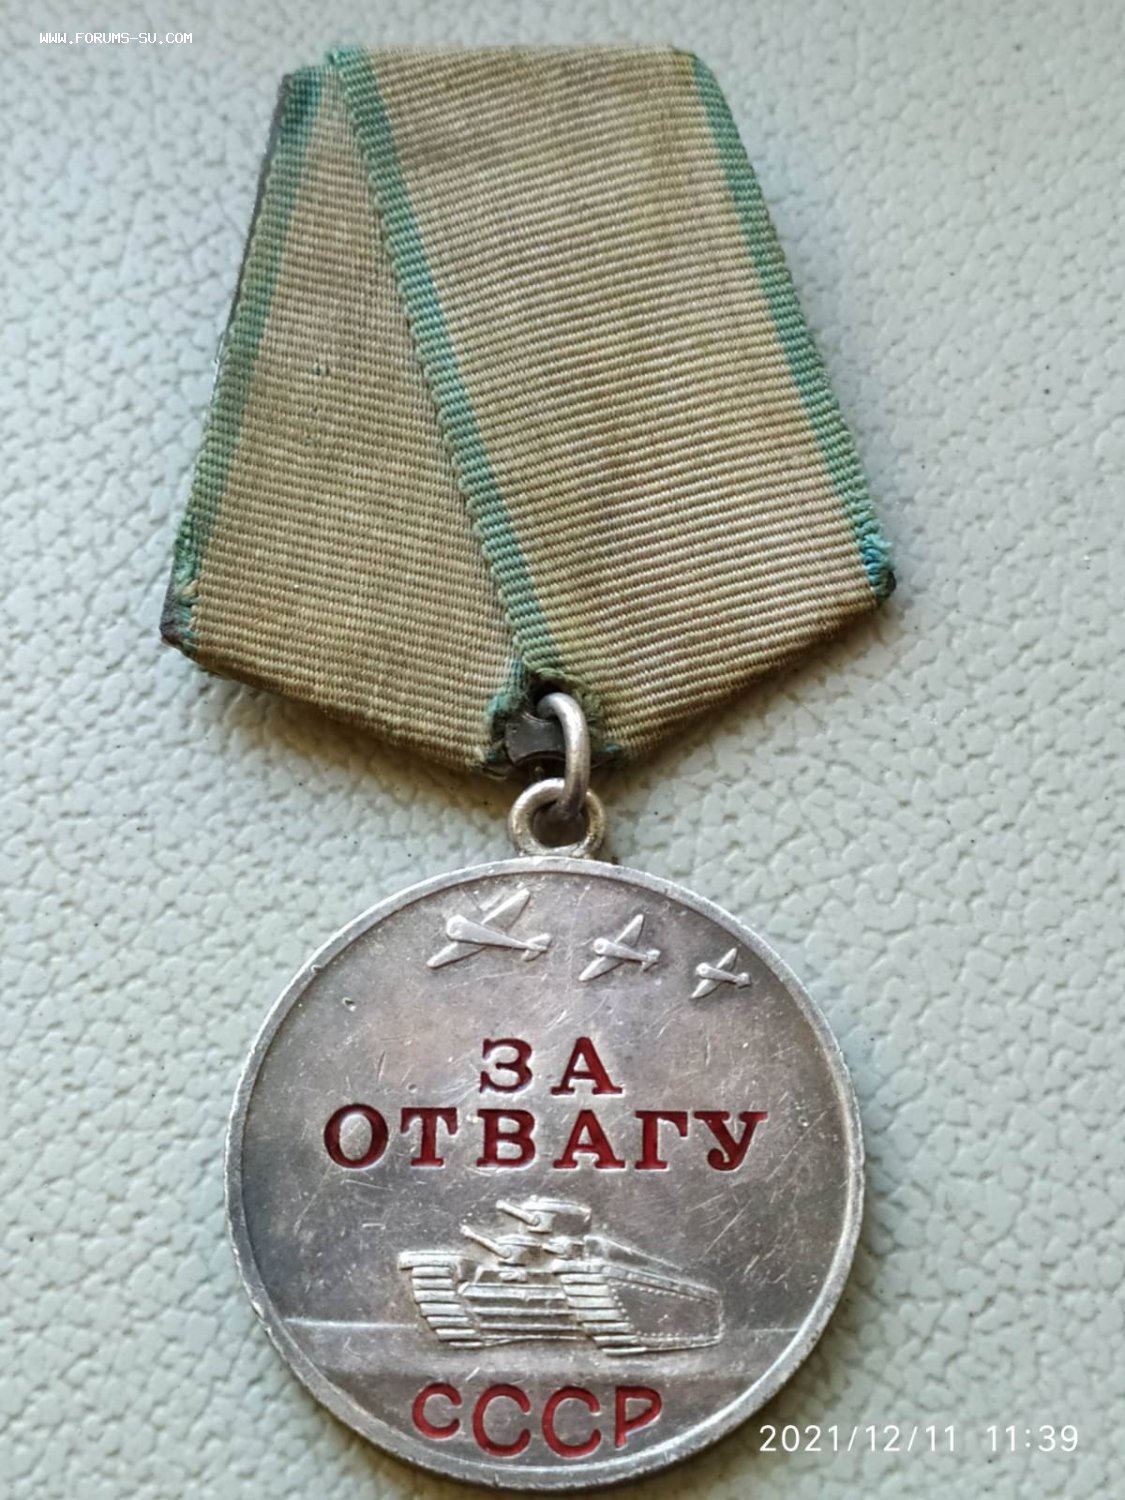 WWW.FORUMS-SU.COM
ЗА
ОТВАГУ
СССР
2021/12/11 11:39